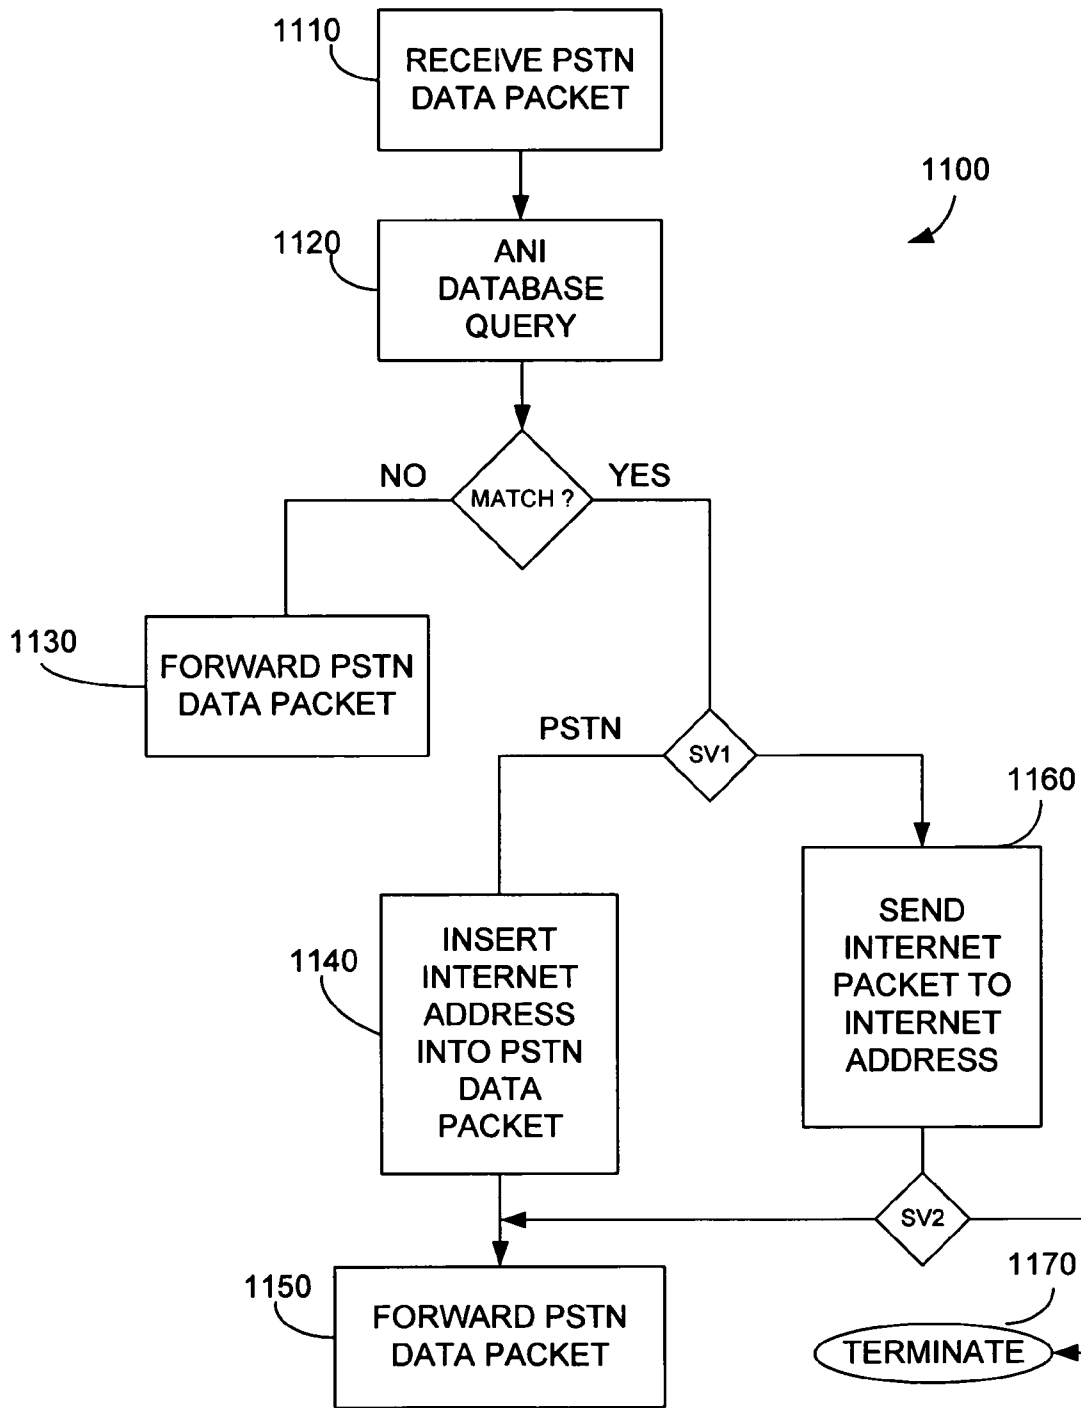 1110
RECEIVE PSTN
DATA PACKET
1100
1120
ANI
DATABASE
QUERY
NO
YES
MATCH ?
1130
FORWARD PSTN
DATA PACKET
PSTN
SV1
1160
SEND
INTERNET
PACKET TO
INTERNET
ADDRESS
1140
INSERT
INTERNET
ADDRESS
INTO PSTN
DATA
PACKET
SV2
1150
FORWARD PSTN
DATA PACKET
1170
TERMINATE